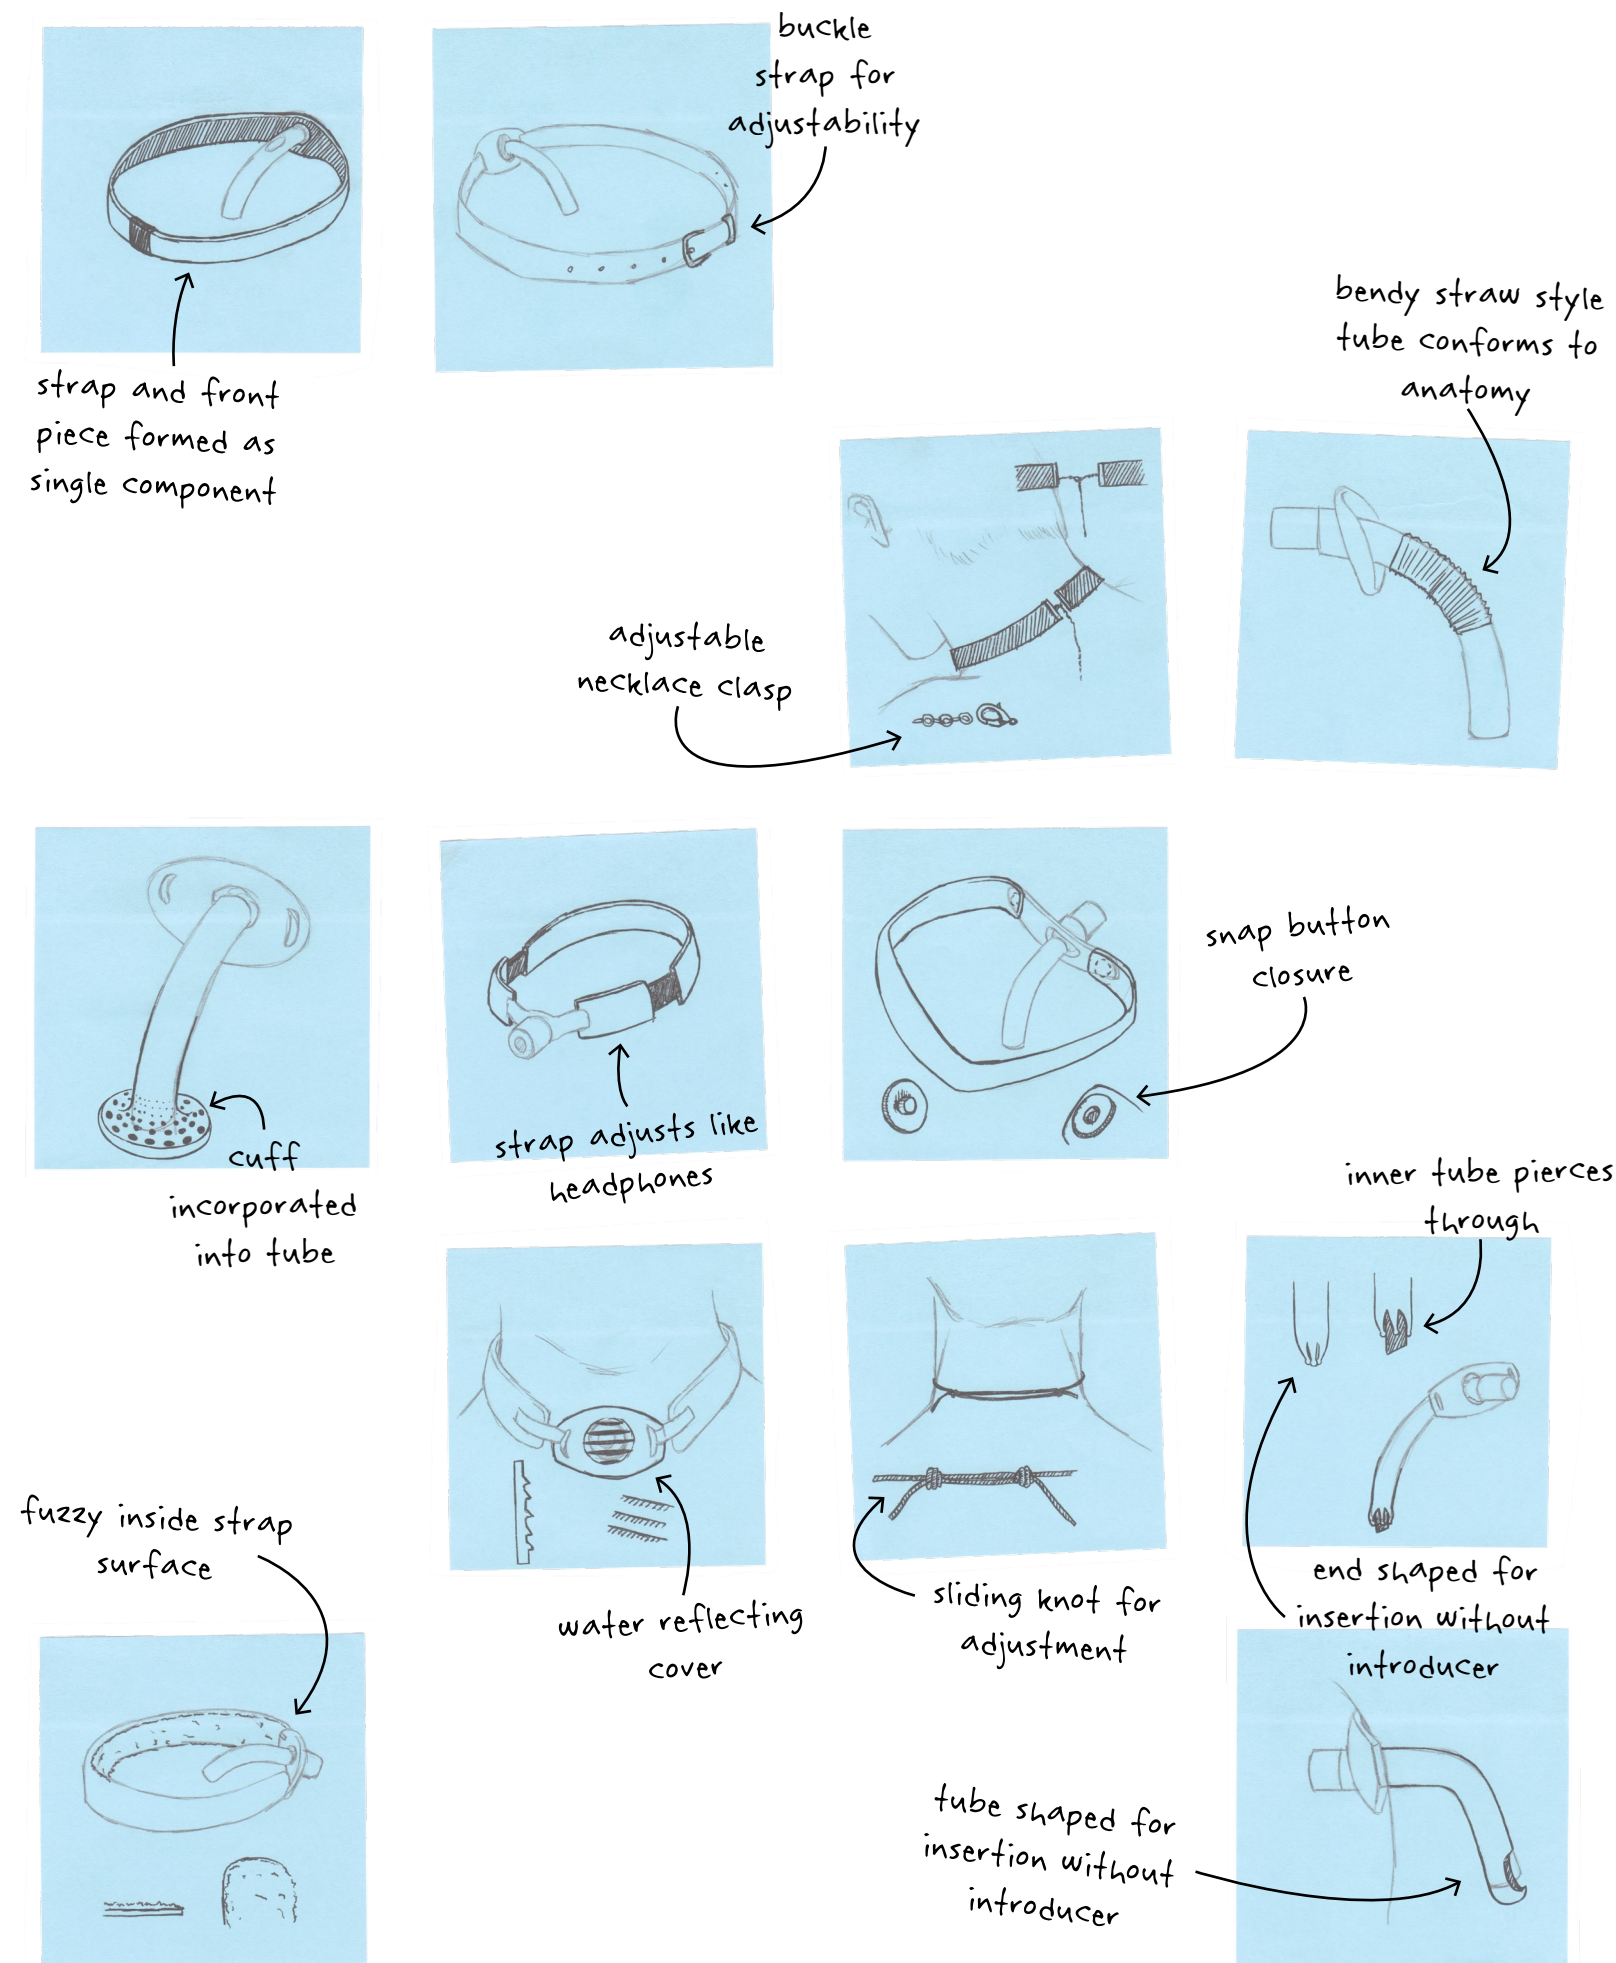 buckle
strap for
adjustability
strap and front
piece formed as
single component
bendy straw style
tube conforms to
anatomy
adjustable
necklace clasp
snap button
closure
cuff
incorporated
into tube
strap adjusts like
headphones
inner tube pierces
through
fuzzy inside strap
surface
water reflecting
cover
sliding knot for
adjustment
end shaped for
insertion without
introducer
tube shaped for
insertion without
introducer